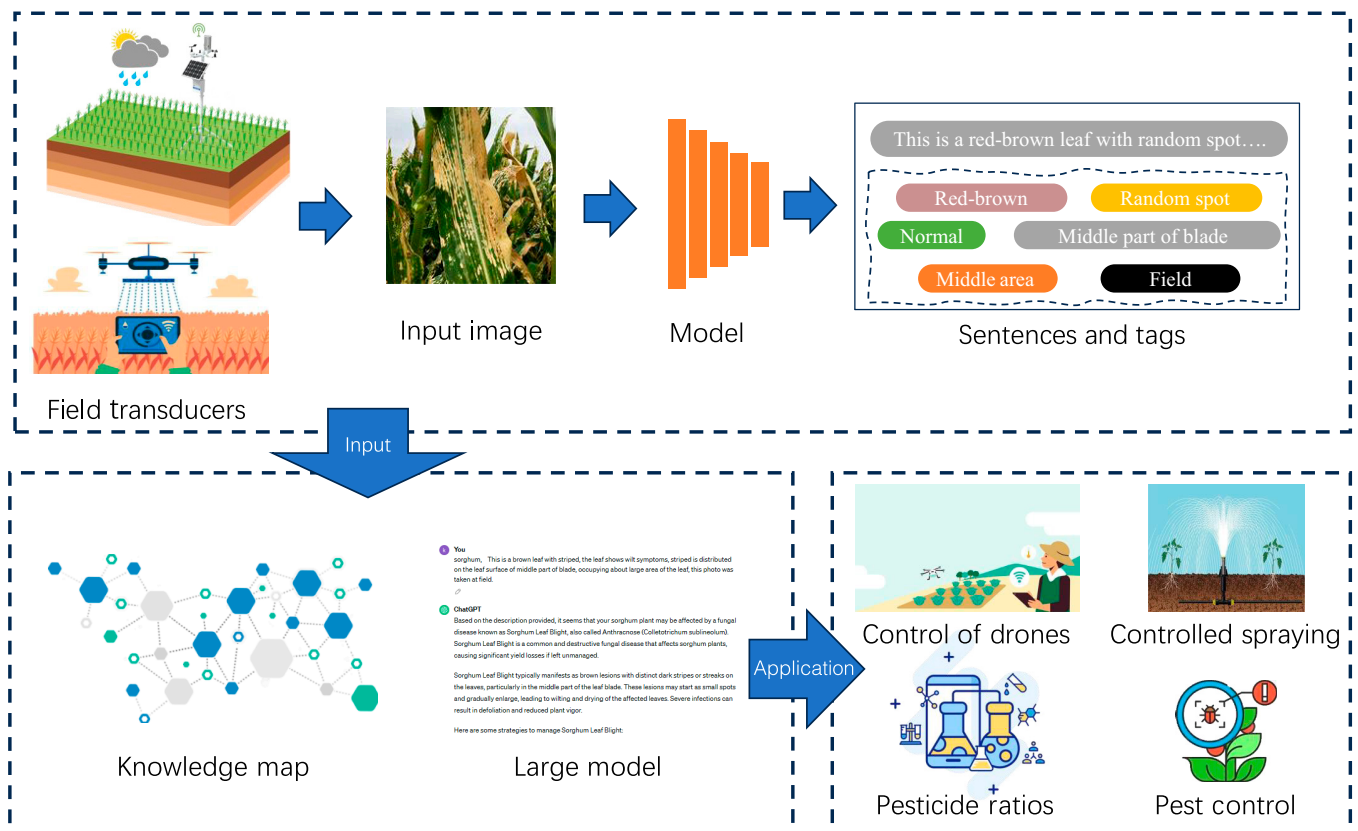 This is a red-brown leaf with random spot….
Red-brown
Random spot
Normal
Middle part of blade
Middle area
Field
Input image
Model
Sentences and tags
Field transducers
Input
You
sorghum, This is a brown leaf with striped, the leaf shows wilt symptoms, striped is distributed
on the leaf surface of middle part of blade, occupying about large area of the leaf, this photo was
taken at field.
ChatGPT
Based on the description provided, it seems that your sorghum plant may be affected by a fungal
disease known as Sorghum Leaf Blight, also called Anthracnose (Colletotrichum sublineolum).
Sorghum Leaf Blight is a common and destructive fungal disease that affects sorghum plants,
causing significant yield losses if left unmanaged.
Sorghum Leaf Blight typically manifests as brown lesions with distinct dark stripes or streaks on
the leaves, particularly in the middle part of the leaf blade. These lesions may start as small spots
and gradually enlarge, leading to wilting and drying of the affected leaves. Severe infections can
result in defoliation and reduced plant vigor.
Here are some strategies to manage Sorghum Leaf Blight:
Knowledge map
Large model
Application
Control of drones
Controlled spraying
Pesticide ratios
Pest control